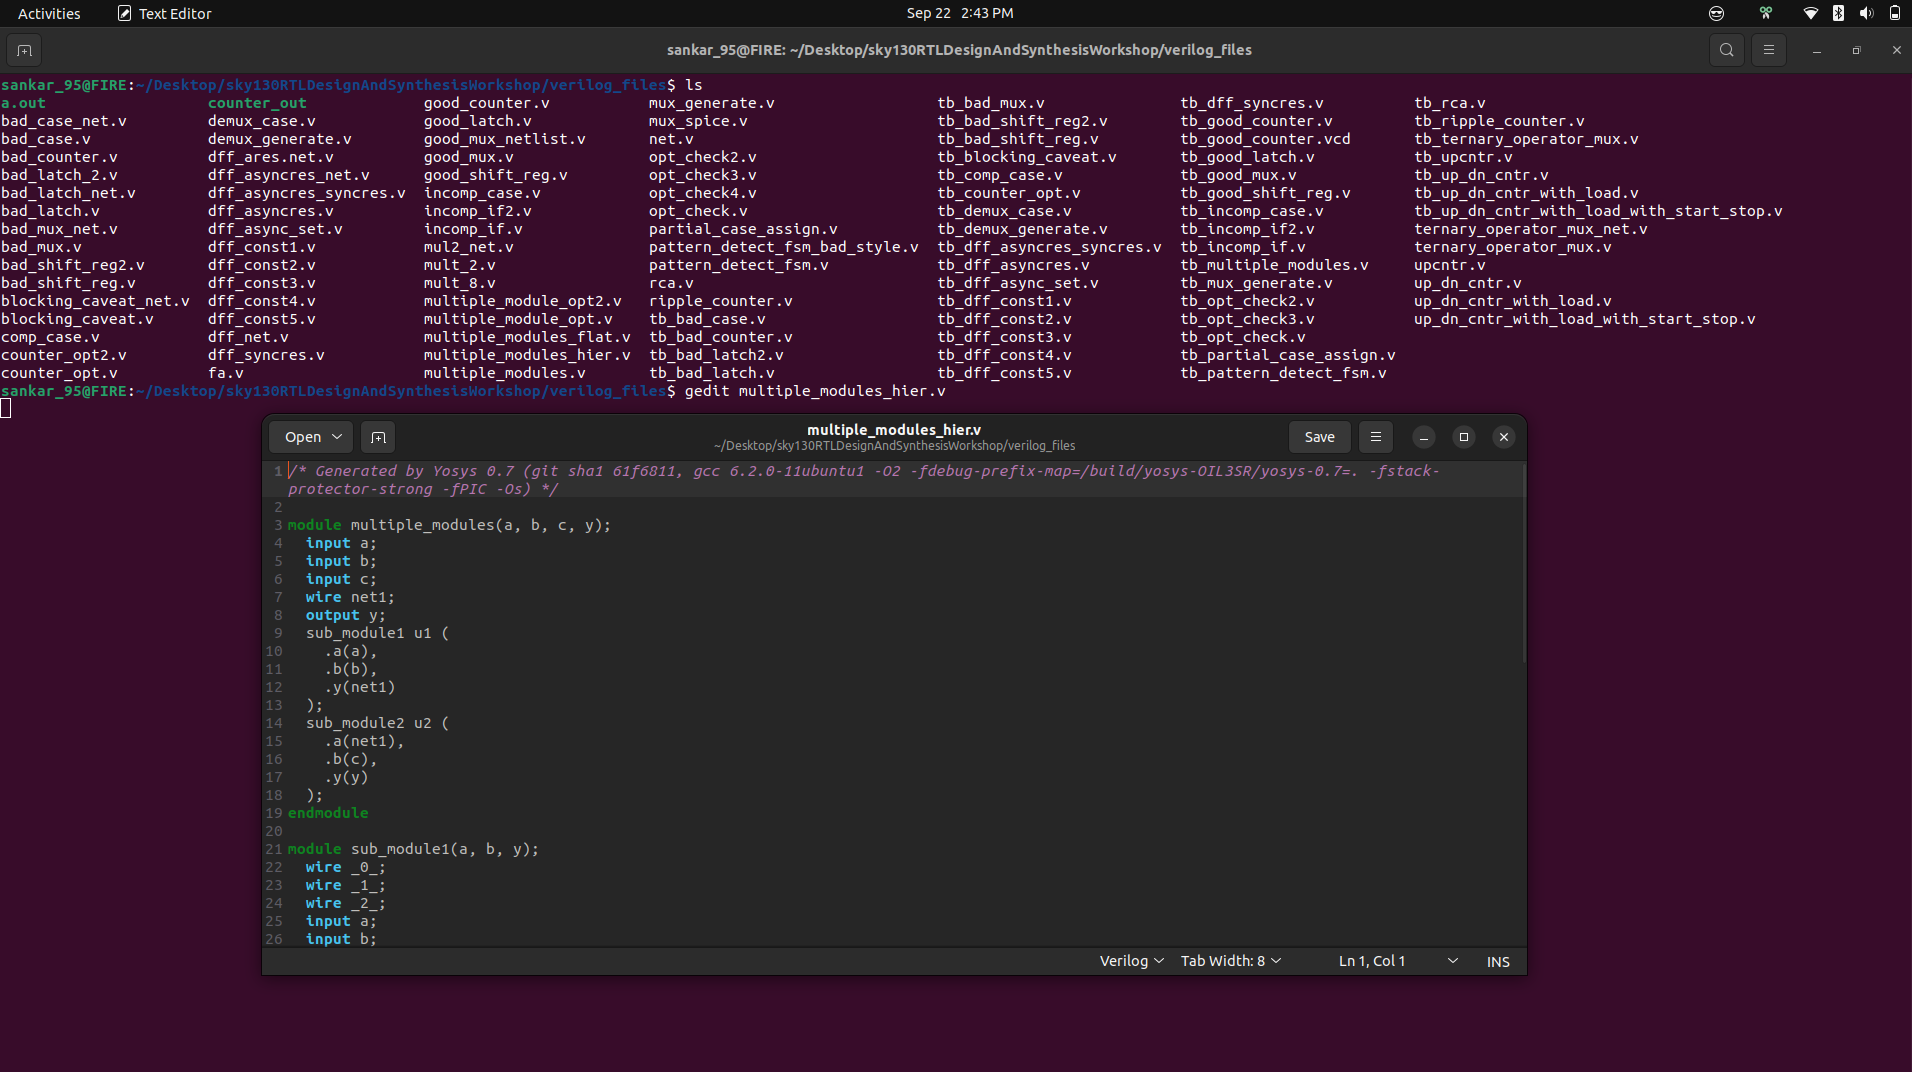 Activities Text Editor Sep 22 2:43 PM
sankar_95@FIRE: ~/Desktop/sky130RTLDesignAndSynthesisWorkshop/verilog_files
sankar_95@FIRE:~/Desktop/sky130RTLDesignAndSynthesisWorkshop/verilog_files$ ls
a.out counter_out good_counter.v mux_generate.v tb_bad_mux.v tb_dff_syncres.v tb_rca.v
bad_case_net.v demux_case.v good_latch.v mux_spice.v tb_bad_shift_reg2.v tb_good_counter.v tb_ripple_counter.v
bad_case.v demux_generate.v good_mux_netlist.v net.v tb_bad_shift_reg.v tb_good_counter.vcd tb_ternary_operator_mux.v
bad_counter.v dff_ares.net.v good_mux.v opt_check2.v tb_blocking_caveat.v tb_good_latch.v tb_upcntr.v
bad_latch_2.v dff_asyncres_net.v good_shift_reg.v opt_check3.v tb_comp_case.v tb_good_mux.v tb_up_dn_cntr.v
bad_latch_net.v dff_asyncres_syncres.v incomp_case.v opt_check4.v tb_counter_opt.v tb_good_shift_reg.v tb_up_dn_cntr_with_load.v
bad_latch.v dff_asyncres.v incomp_if2.v opt_check.v tb_demux_case.v tb_incomp_case.v tb_up_dn_cntr_with_load_with_start_stop.v
bad_mux_net.v dff_async_set.v incomp_if.v partial_case_assign.v tb_demux_generate.v tb_incomp_if2.v ternary_operator_mux_net.v
bad_mux.v dff_const1.v mul2_net.v pattern_detect_fsm_bad_style.v tb_dff_asyncres_syncres.v tb_incomp_if.v ternary_operator_mux.v
bad_shift_reg2.v dff_const2.v mult_2.v pattern_detect_fsm.v tb_dff_asyncres.v tb_multiple_modules.v upcntr.v
bad_shift_reg.v dff_const3.v mult_8.v rca.v tb_dff_async_set.v tb_mux_generate.v up_dn_cntr.v
blocking_caveat_net.v dff_const4.v multiple_module_opt2.v ripple_counter.v tb_dff_const1.v tb_opt_check2.v up_dn_cntr_with_load.v
blocking_caveat.v dff_const5.v multiple_module_opt.v tb_bad_case.v tb_dff_const2.v tb_opt_check3.v up_dn_cntr_with_load_with_start_stop.v
comp_case.v dff_net.v multiple_modules_flat.v tb_bad_counter.v tb_dff_const3.v tb_opt_check.v
counter_opt2.v dff_syncres.v multiple_modules_hier.v tb_bad_latch2.v tb_dff_const4.v tb_partial_case_assign.v
counter_opt.v fa.v multiple_modules.v tb_bad_latch.v tb_dff_const5.v tb_pattern_detect_fsm.v
sankar_95@FIRE:~/Desktop/sky130RTLDesignAndSynthesisWorkshop/verilog_files$ gedit multiple_modules_hier.v
Open multiple_modules_hier.v Save
~/Desktop/sky130RTLDesignAndSynthesisWorkshop/verilog_files
1 /* Generated by Yosys 0.7 (git sha1 61f6811, gcc 6.2.0-11ubuntu1 -O2 -fdebug-prefix-map=/build/yosys-OIL3SR/yosys-0.7=. -fstack-
protector-strong -fPIC -Os) */
2
3 module multiple_modules(a, b, c, y);
4 input a;
5 input b;
6 input c;
7 wire net1;
8 output y;
9 sub_module1 u1 (
10 .a(a),
11 .b(b),
12 .y(net1)
13 );
14 sub_module2 u2 (
15 .a(net1),
16 .b(c),
17 .y(y)
18 );
19 endmodule
20
21 module sub_module1(a, b, y);
22 wire _0_;
23 wire _1_;
24 wire _2_;
25 input a;
26 input b;
Verilog Tab Width: 8 Ln 1, Col 1 INS